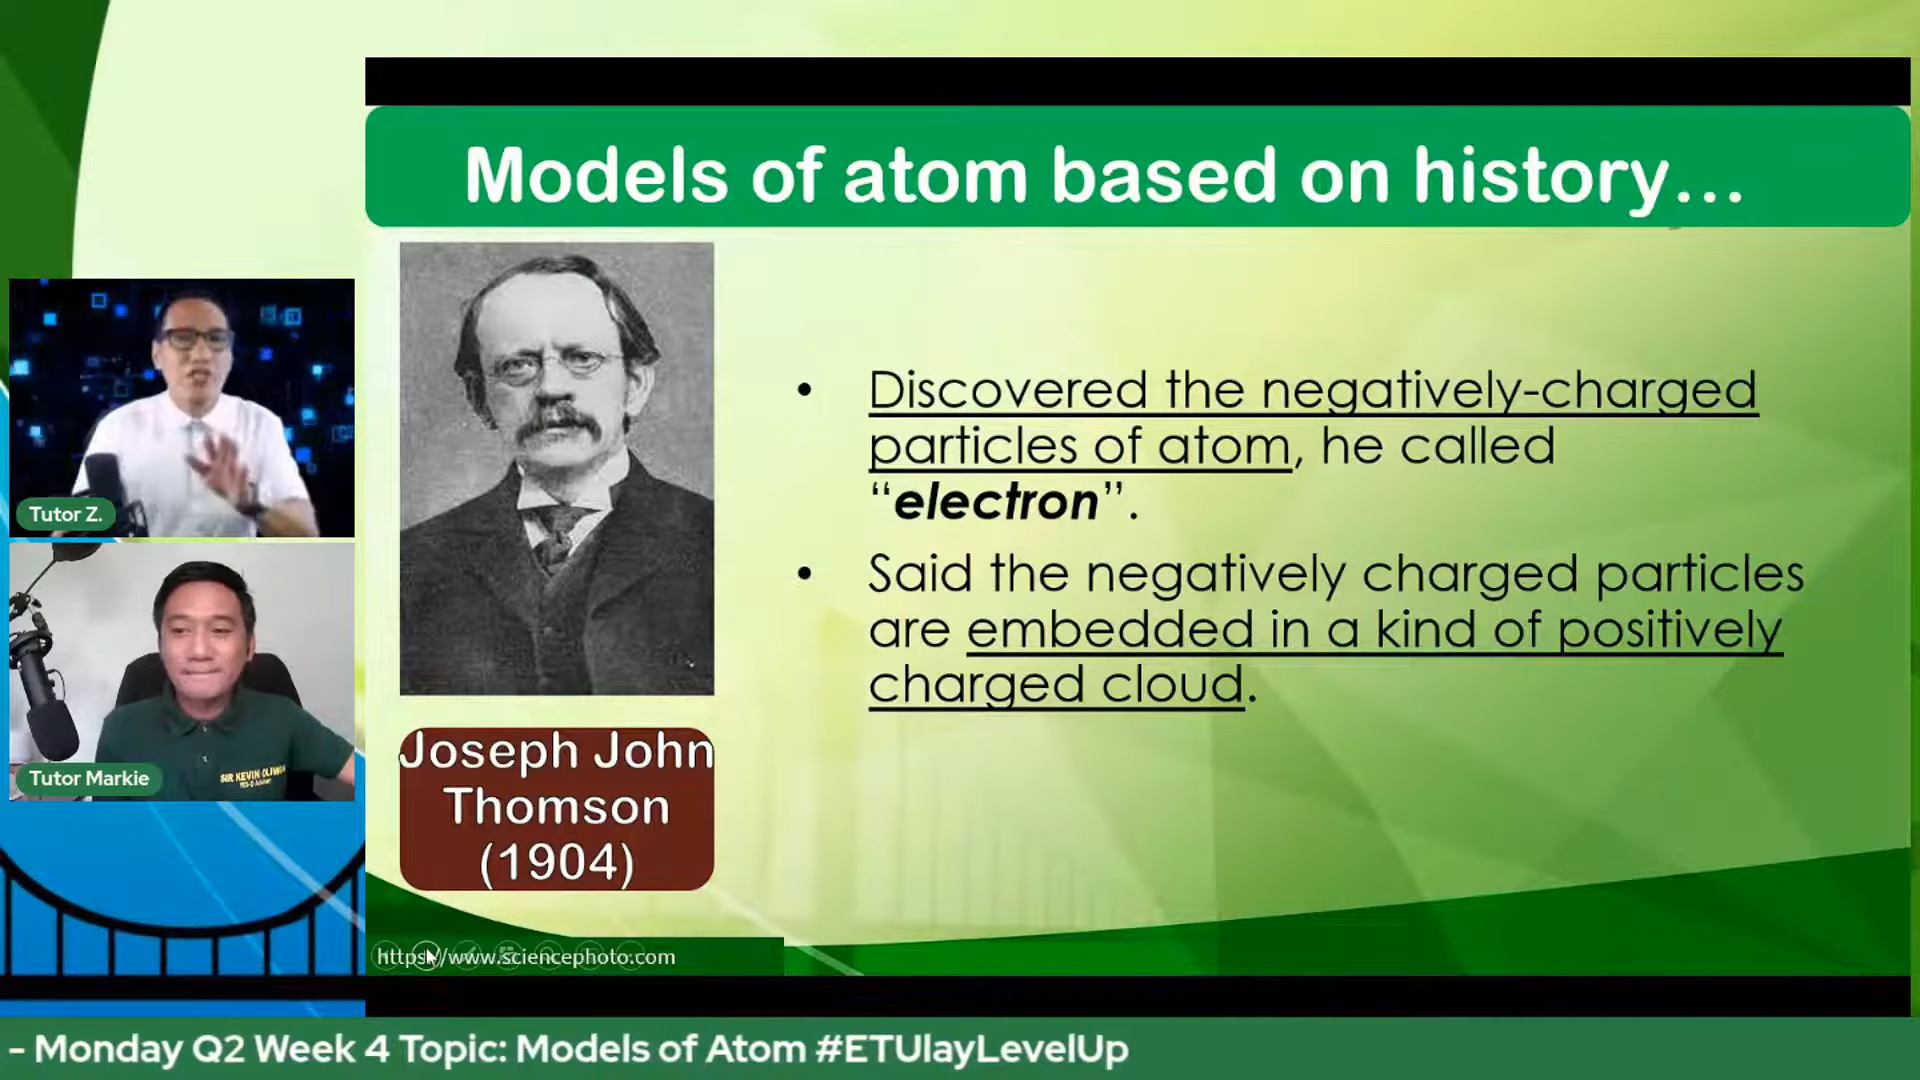 Models of atom based on history...
• Discovered the negatively-charged
particles of atom, he called
“electron”.
• Said the negatively charged particles
are embedded in a kind of positively
charged cloud.
Joseph John
Thomson
(1904)
https://www.sciencephoto.com
Tutor Z.
Tutor Markie
- Monday Q2 Week 4 Topic: Models of Atom #ETUlayLevelUp